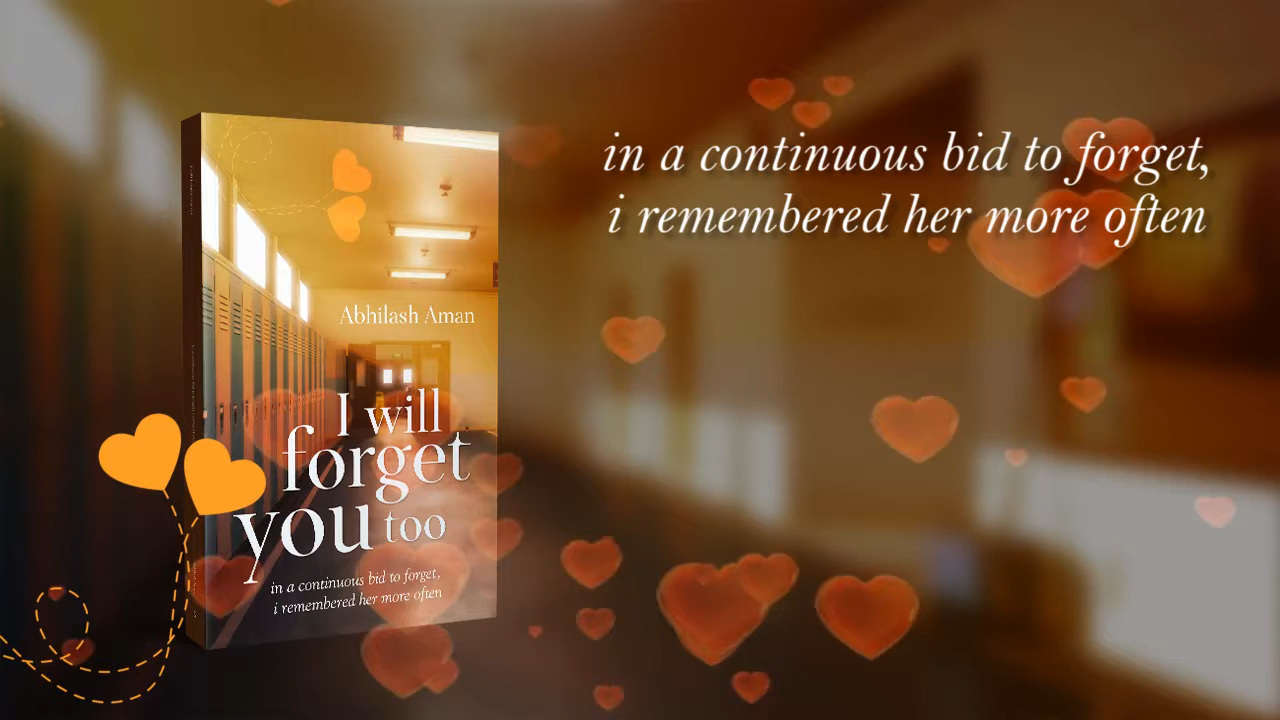 in a continuous bid to forget,
i remembered her more often
Abhilash Aman
I will
forget
you too
in a continuous bid to forget,
i remembered her more often